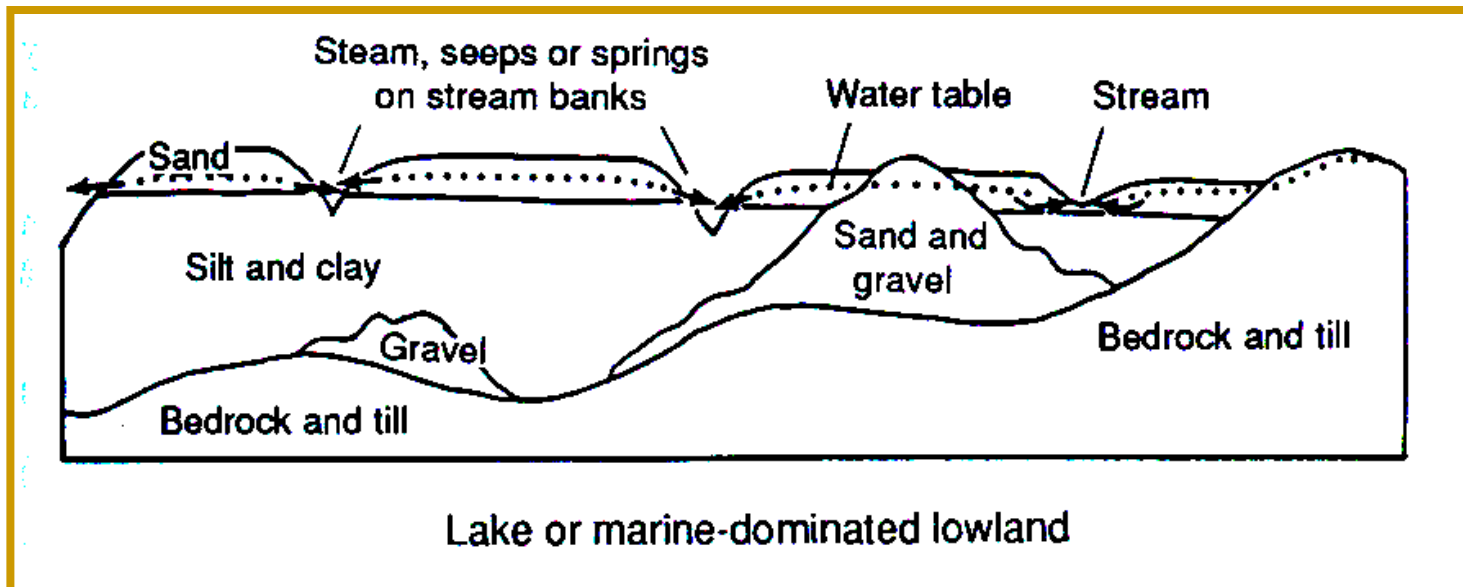 Steam, seeps or springs
on stream banks
Water table
Stream
Sand
Silt and clay
Sand and
gravel
Gravel
Bedrock and till
Bedrock and till
Lake or marine-dominated lowland